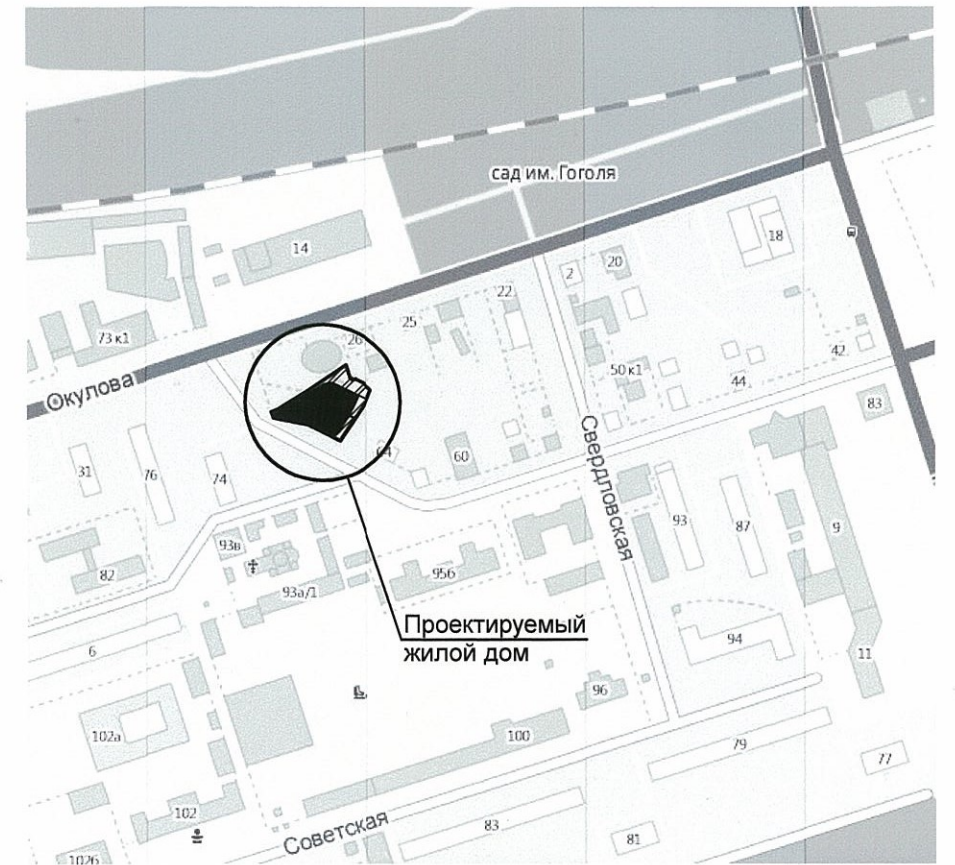 сад им. Гоголя
14
18
2
20
22
25
26
73 к1
Окулова
50 к1
42
44
83
31
76
74
64
60
Свердловская
93
87
9
93в
82
93а/1
95б
Проектируемый
жилой дом
6
94
11
96
102а
100
79
77
102
Советская
83
81
102б